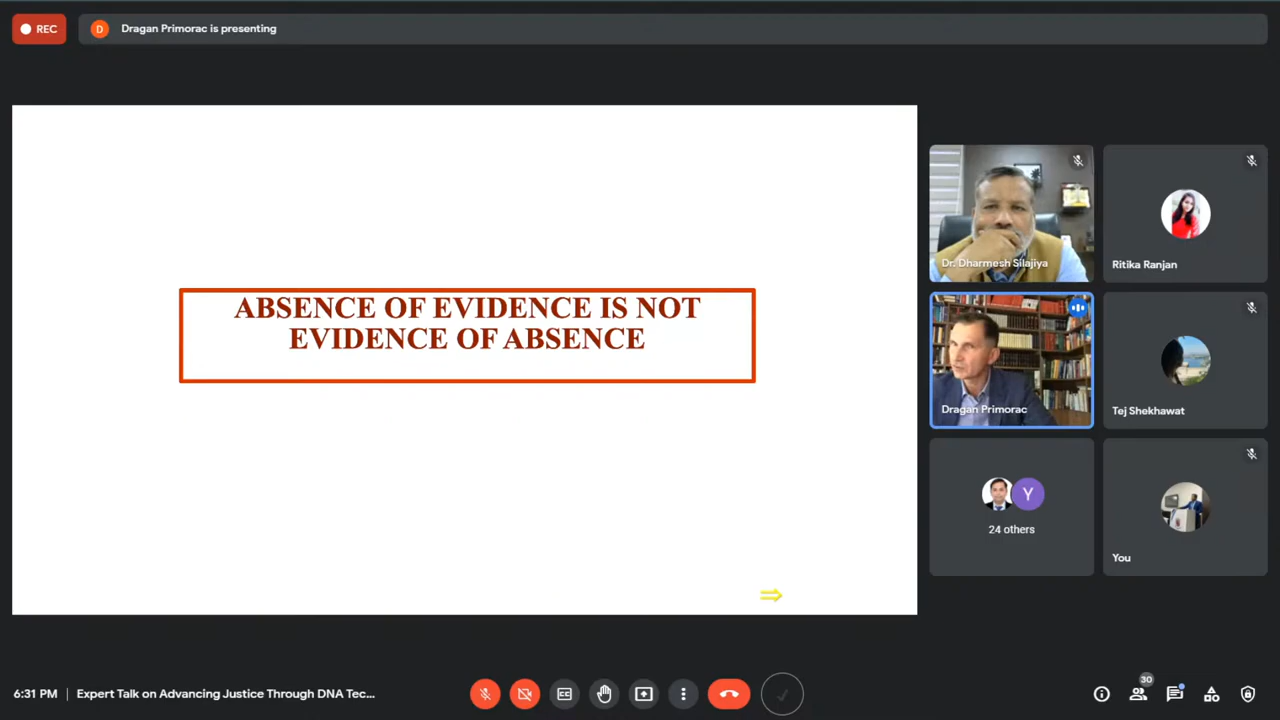 REC
D
Dragan Primorac is presenting
ABSENCE OF EVIDENCE IS NOT
EVIDENCE OF ABSENCE
Dr. Dharmesh Silajiya
Ritika Ranjan
Dragan Primorac
Tej Shekhawat
Y
24 others
You
6:31 PM | Expert Talk on Advancing Justice Through DNA Tec...
CC
30